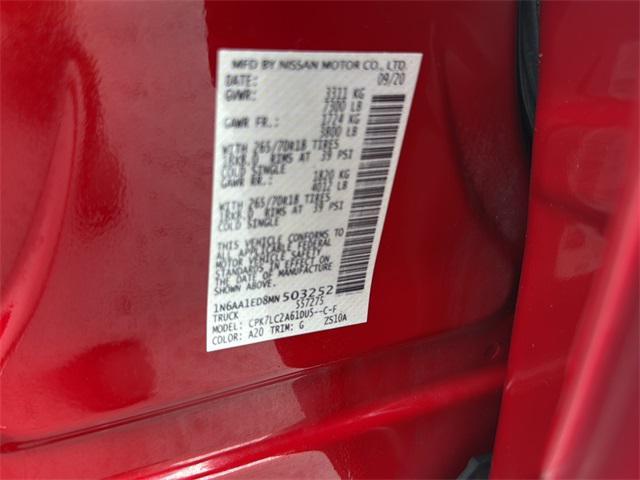 MFD BY NISSAN MOTOR CO., LTD.
DATE: 09/20
GVWR: 3311 KG
7300 LB
GAWR FR.: 1724 KG
3800 LB
WITH 265/70R18 TIRES
18X8.0 RIMS AT 39 PSI
COLD SINGLE
GAWR RR.: 1820 KG
4012 LB
WITH 265/70R18 TIRES
18X8.0 RIMS AT 39 PSI
COLD SINGLE
THIS VEHICLE CONFORMS TO
ALL APPLICABLE FEDERAL
MOTOR VEHICLE SAFETY
STANDARDS IN EFFECT ON
THE DATE OF MANUFACTURE
SHOWN ABOVE.
1N6AA1ED8MN503252
TRUCK 557275
MODEL: CPK7LC2A61DU5--C-F
COLOR: A20 TRIM: G ZS10A